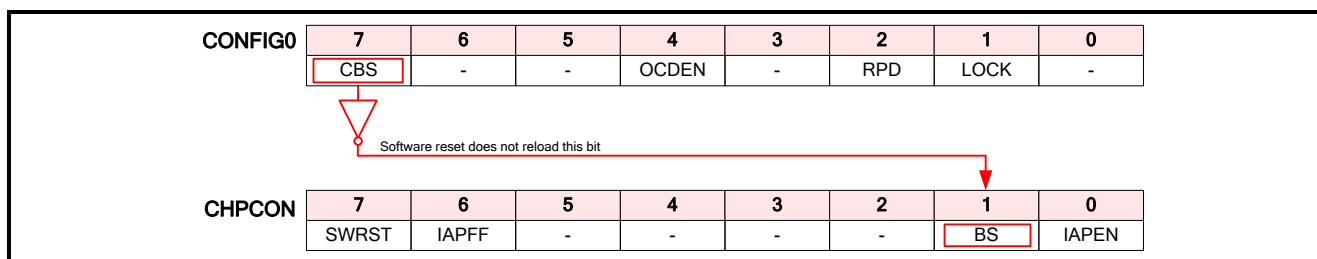 CONFIG0 7 6 5 4 3 2 1 0
CBS - - OCDEN - RPD LOCK -
Software reset does not reload this bit
CHPCON 7 6 5 4 3 2 1 0
SWRST IAPFF - - - - BS IAPEN